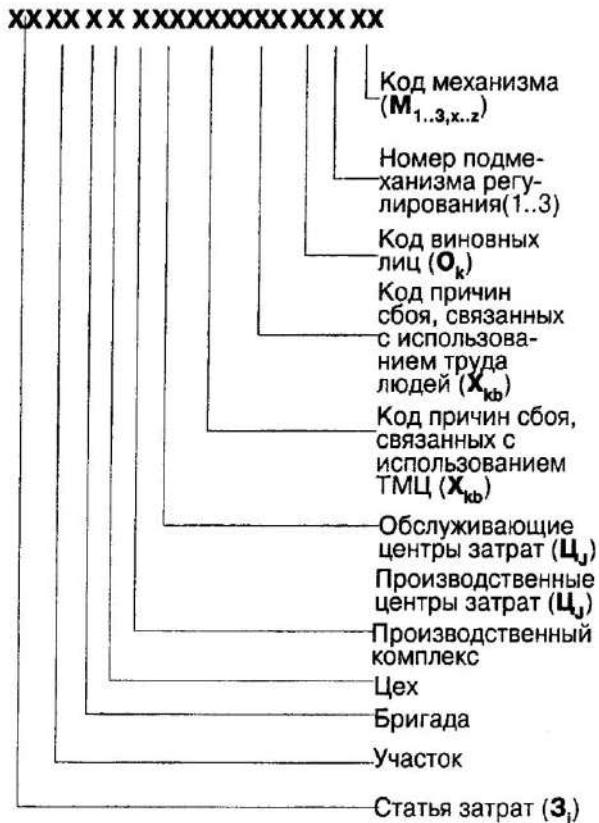 XXXX X X XXXXXXXXXX XXX XX
Код механизма
(М1..3,x..z)
Номер подме-
ханизма регу-
лирования(1..3)
Код виновных
лиц (Ok)
Код причин
сбоя, связанных
с использова-
нием труда
людей (Xkb)
Код причин сбоя,
связанных с
использованием
ТМЦ (Xkb)
Обслуживающие
центры затрат (ЦJ)
Производственные
центры затрат (ЦJ)
Производственный
комплекс
Цех
Бригада
Участок
Статья затрат (Зi)